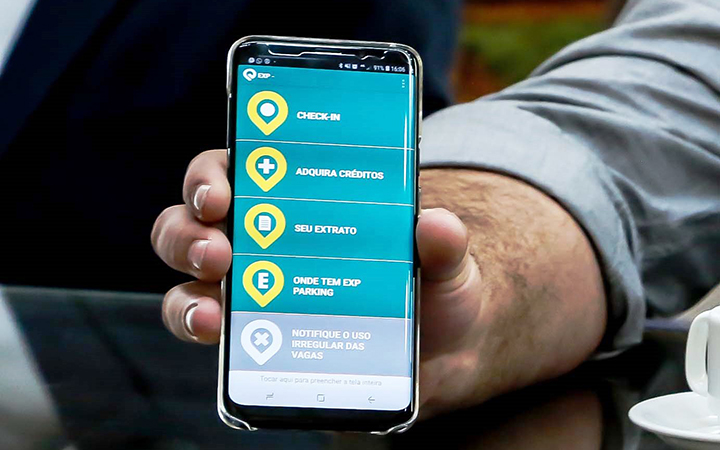 91% 16:06
EXP -
CHECK-IN
ADQUIRA CRÉDITOS
SEU EXTRATO
E
ONDE TEM EXP
PARKING
NOTIFIQUE O USO
IRREGULAR DAS
VAGAS
Tocar aqui para preencher a tela inteira